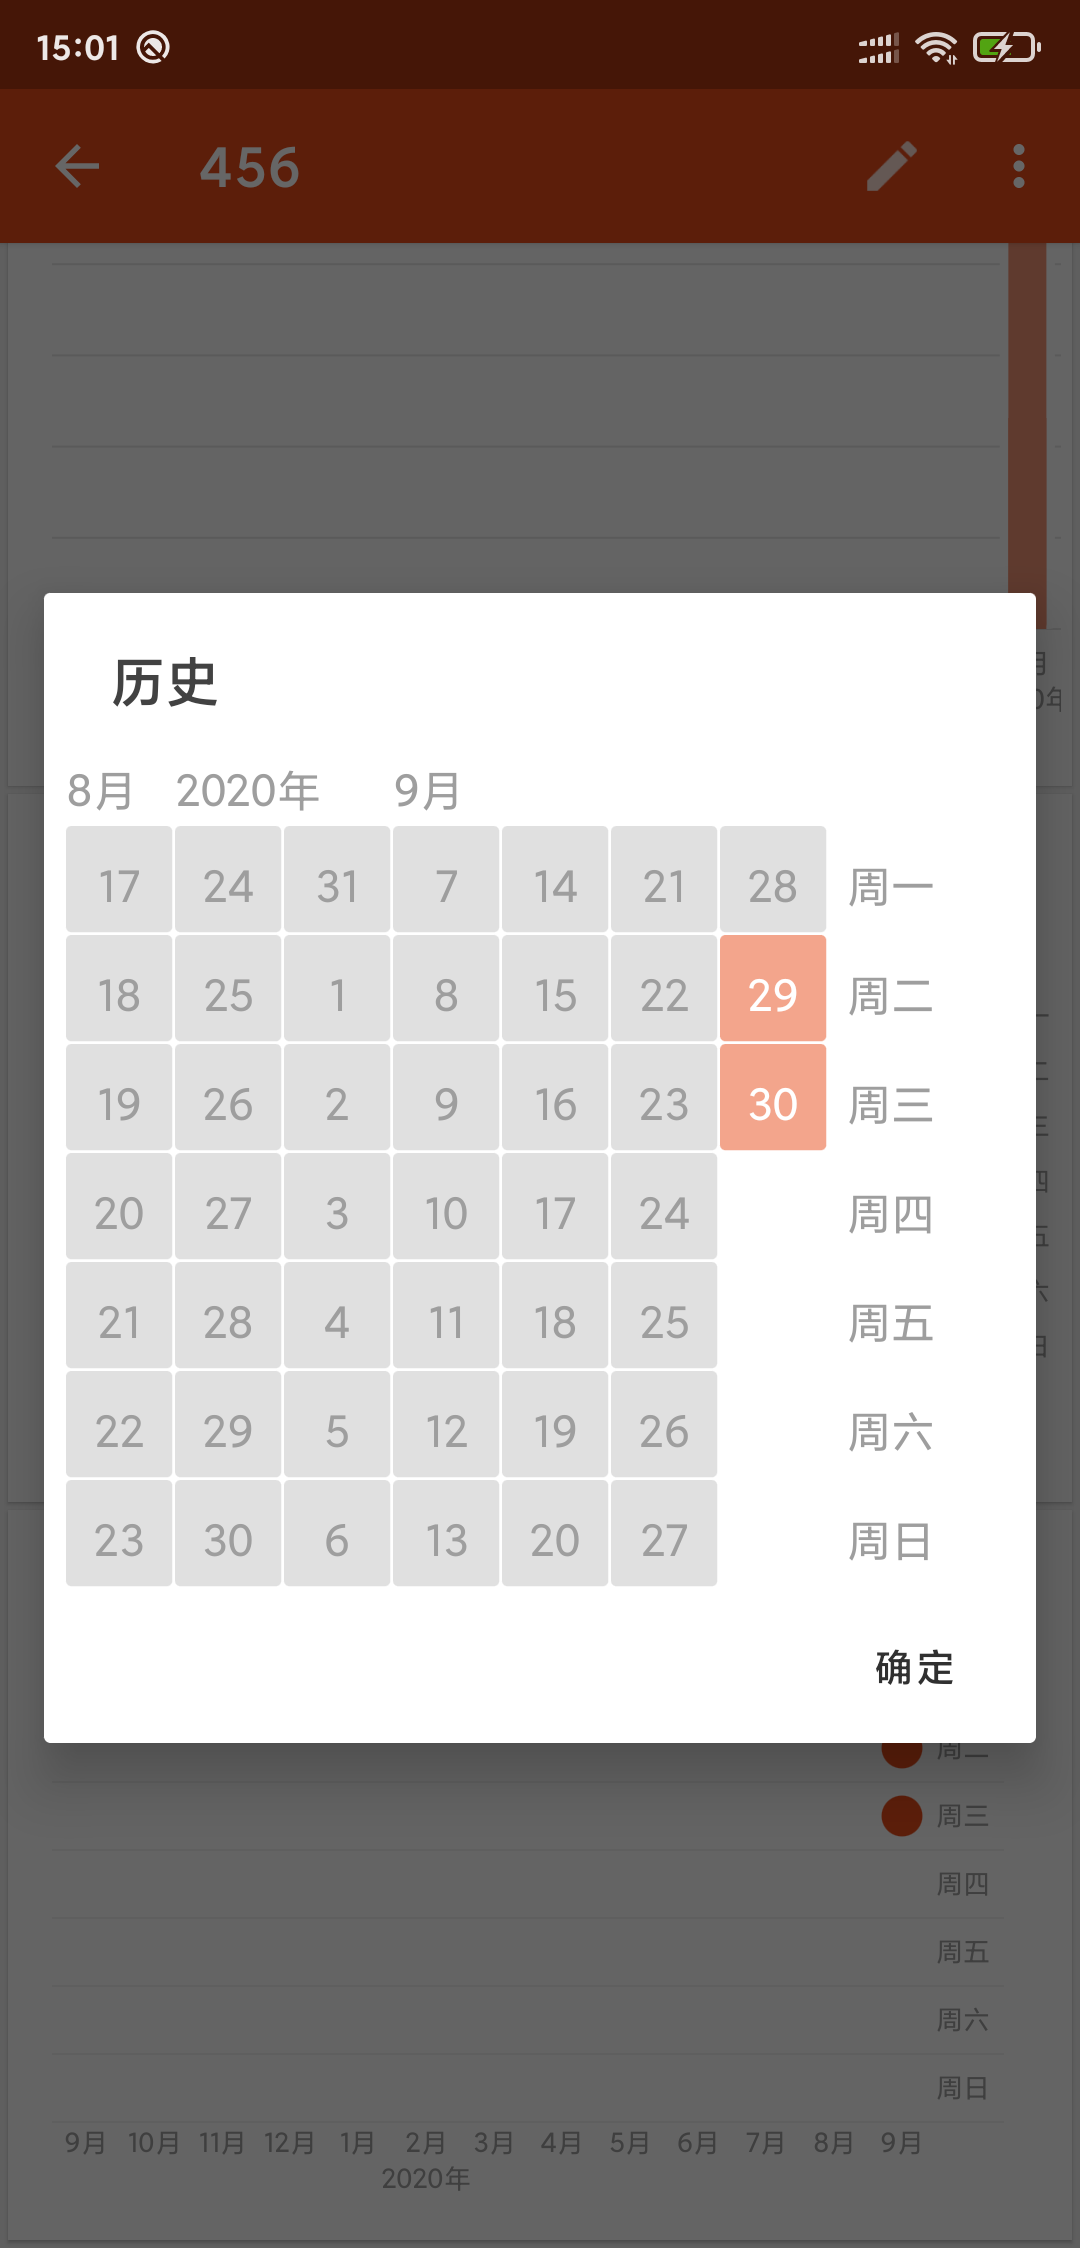 15:01
456
月
0年
历史
8月 2020年 9月
17 24 31 7 14 21 28 周一
18 25 1 8 15 22 29 周二
19 26 2 9 16 23 30 周三
20 27 3 10 17 24 周四
21 28 4 11 18 25 周五
22 29 5 12 19 26 周六
23 30 6 13 20 27 周日
确定
周二
周三
周四
周五
周六
周日
9月 10月 11月 12月 1月 2月 3月 4月 5月 6月 7月 8月 9月
2020年